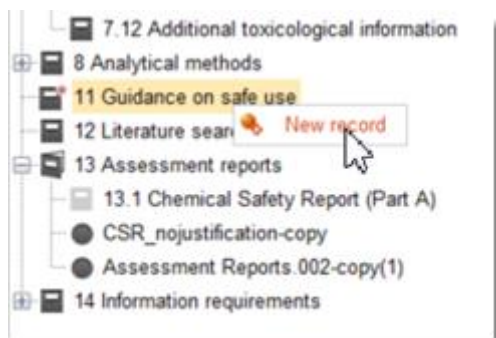 7.12 Additional toxicological information
8 Analytical methods
11 Guidance on safe use
New record
12 Literature sear
13 Assessment reports
13.1 Chemical Safety Report (Part A)
CSR_nojustification-copy
Assessment Reports.002-copy(1)
14 Information requirements